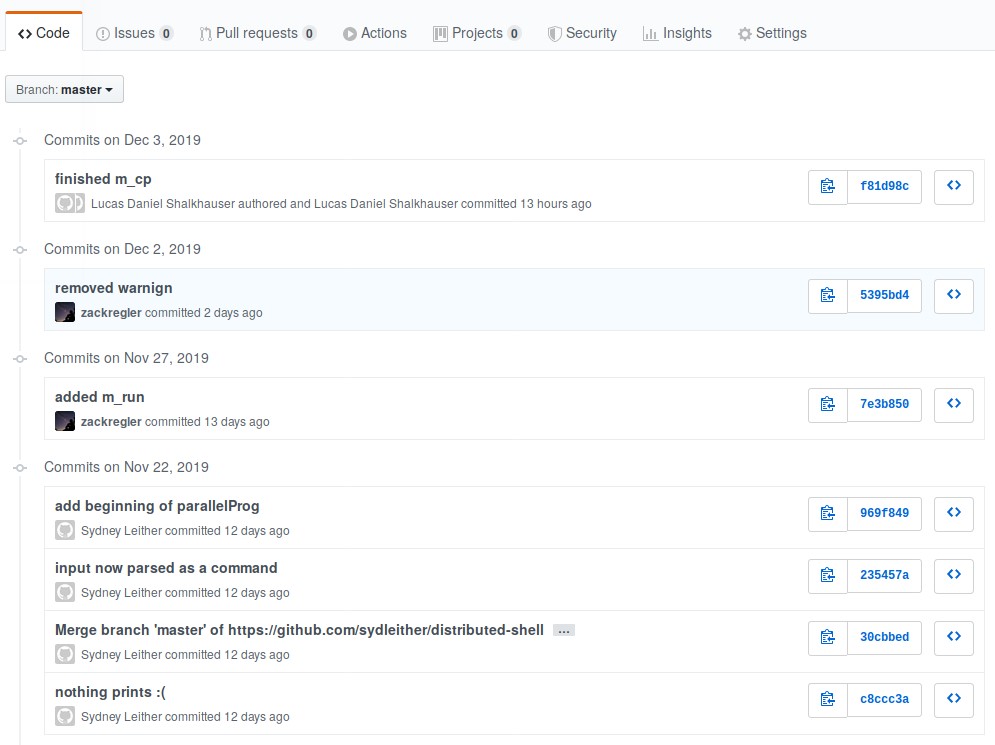 Code Issues 0 Pull requests 0 Actions Projects 0 Security Insights Settings
Branch: master
Commits on Dec 3, 2019
finished m_cp
f81d98c
Lucas Daniel Shalkhauser authored and Lucas Daniel Shalkhauser committed 13 hours ago
Commits on Dec 2, 2019
removed warnign
5395bd4
zackregler committed 2 days ago
Commits on Nov 27, 2019
added m_run
7e3b850
zackregler committed 13 days ago
Commits on Nov 22, 2019
add beginning of parallelProg
969f849
Sydney Leither committed 12 days ago
input now parsed as a command
235457a
Sydney Leither committed 12 days ago
Merge branch 'master' of https://github.com/sydleither/distributed-shell ...
30cbbed
Sydney Leither committed 12 days ago
nothing prints :(
c8ccc3a
Sydney Leither committed 12 days ago